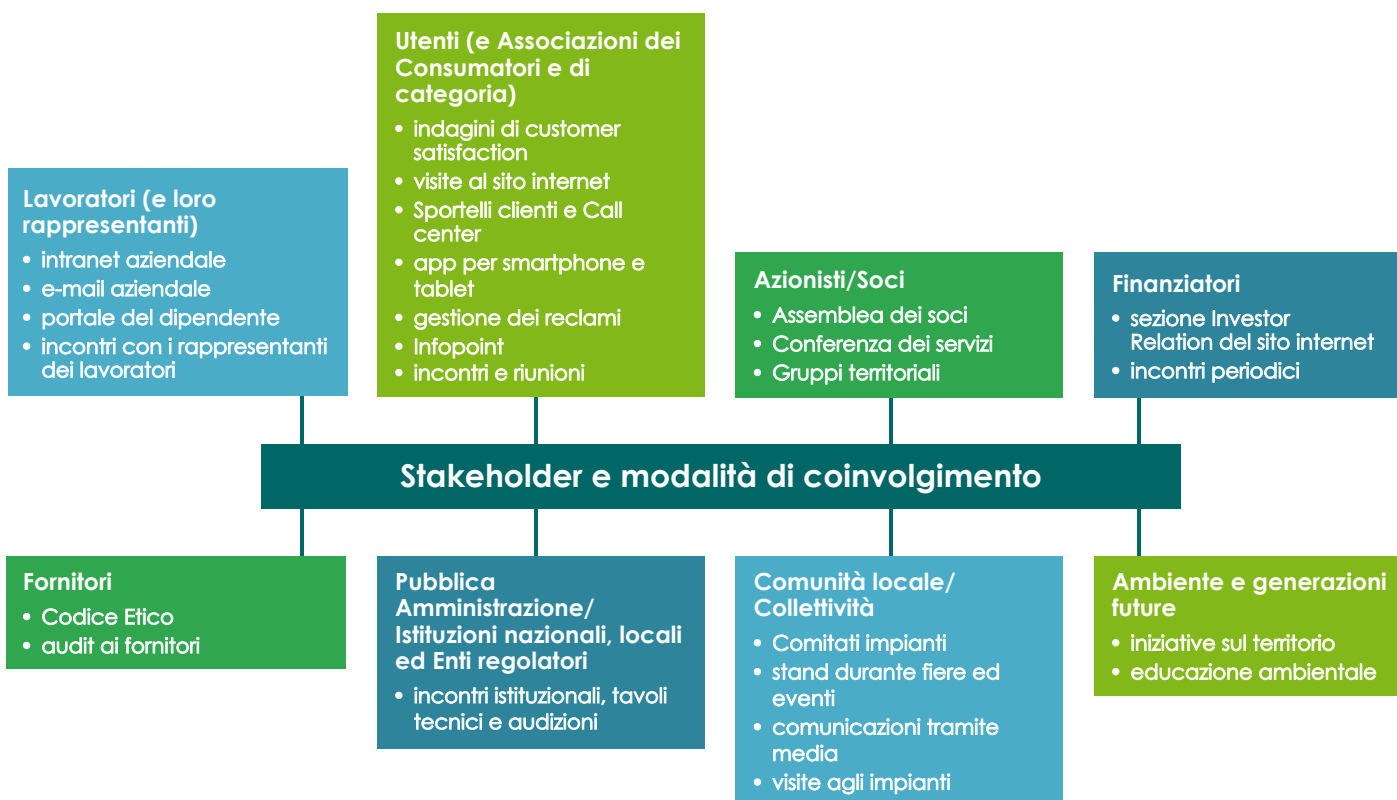 Utenti (e Associazioni dei
Consumatori e di
categoria)
• indagini di customer
satisfaction
• visite al sito internet
• Sportelli clienti e Call
center
• app per smartphone e
tablet
• gestione dei reclami
• Infopoint
• incontri e riunioni
Lavoratori (e loro
rappresentanti)
• intranet aziendale
• e-mail aziendale
• portale del dipendente
• incontri con i rappresentanti
dei lavoratori
Azionisti/Soci
• Assemblea dei soci
• Conferenza dei servizi
• Gruppi territoriali
Finanziatori
• sezione Investor
Relation del sito internet
• incontri periodici
Stakeholder e modalità di coinvolgimento
Fornitori
• Codice Etico
• audit ai fornitori
Pubblica
Amministrazione/
Istituzioni nazionali, locali
ed Enti regolatori
• incontri istituzionali, tavoli
tecnici e audizioni
Comunità locale/
Collettività
• Comitati impianti
• stand durante fiere ed
eventi
• comunicazioni tramite
media
• visite agli impianti
Ambiente e generazioni
future
• iniziative sul territorio
• educazione ambientale